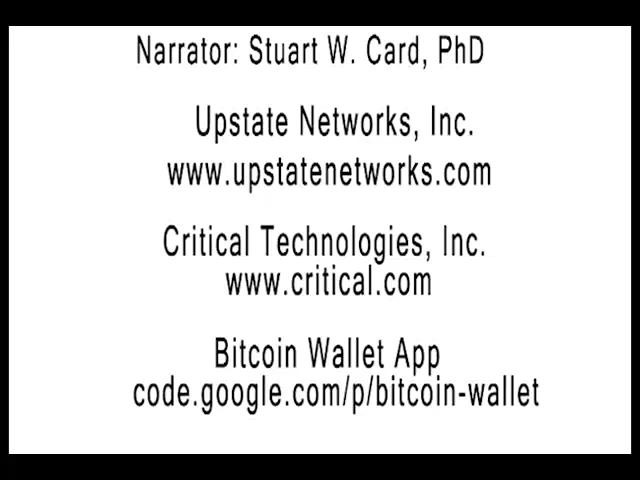 Narrator: Stuart W. Card, PhD
Upstate Networks, Inc.
www.upstatenetworks.com
Critical Technologies, Inc.
www.critical.com
Bitcoin Wallet App
code.google.com/p/bitcoin-wallet